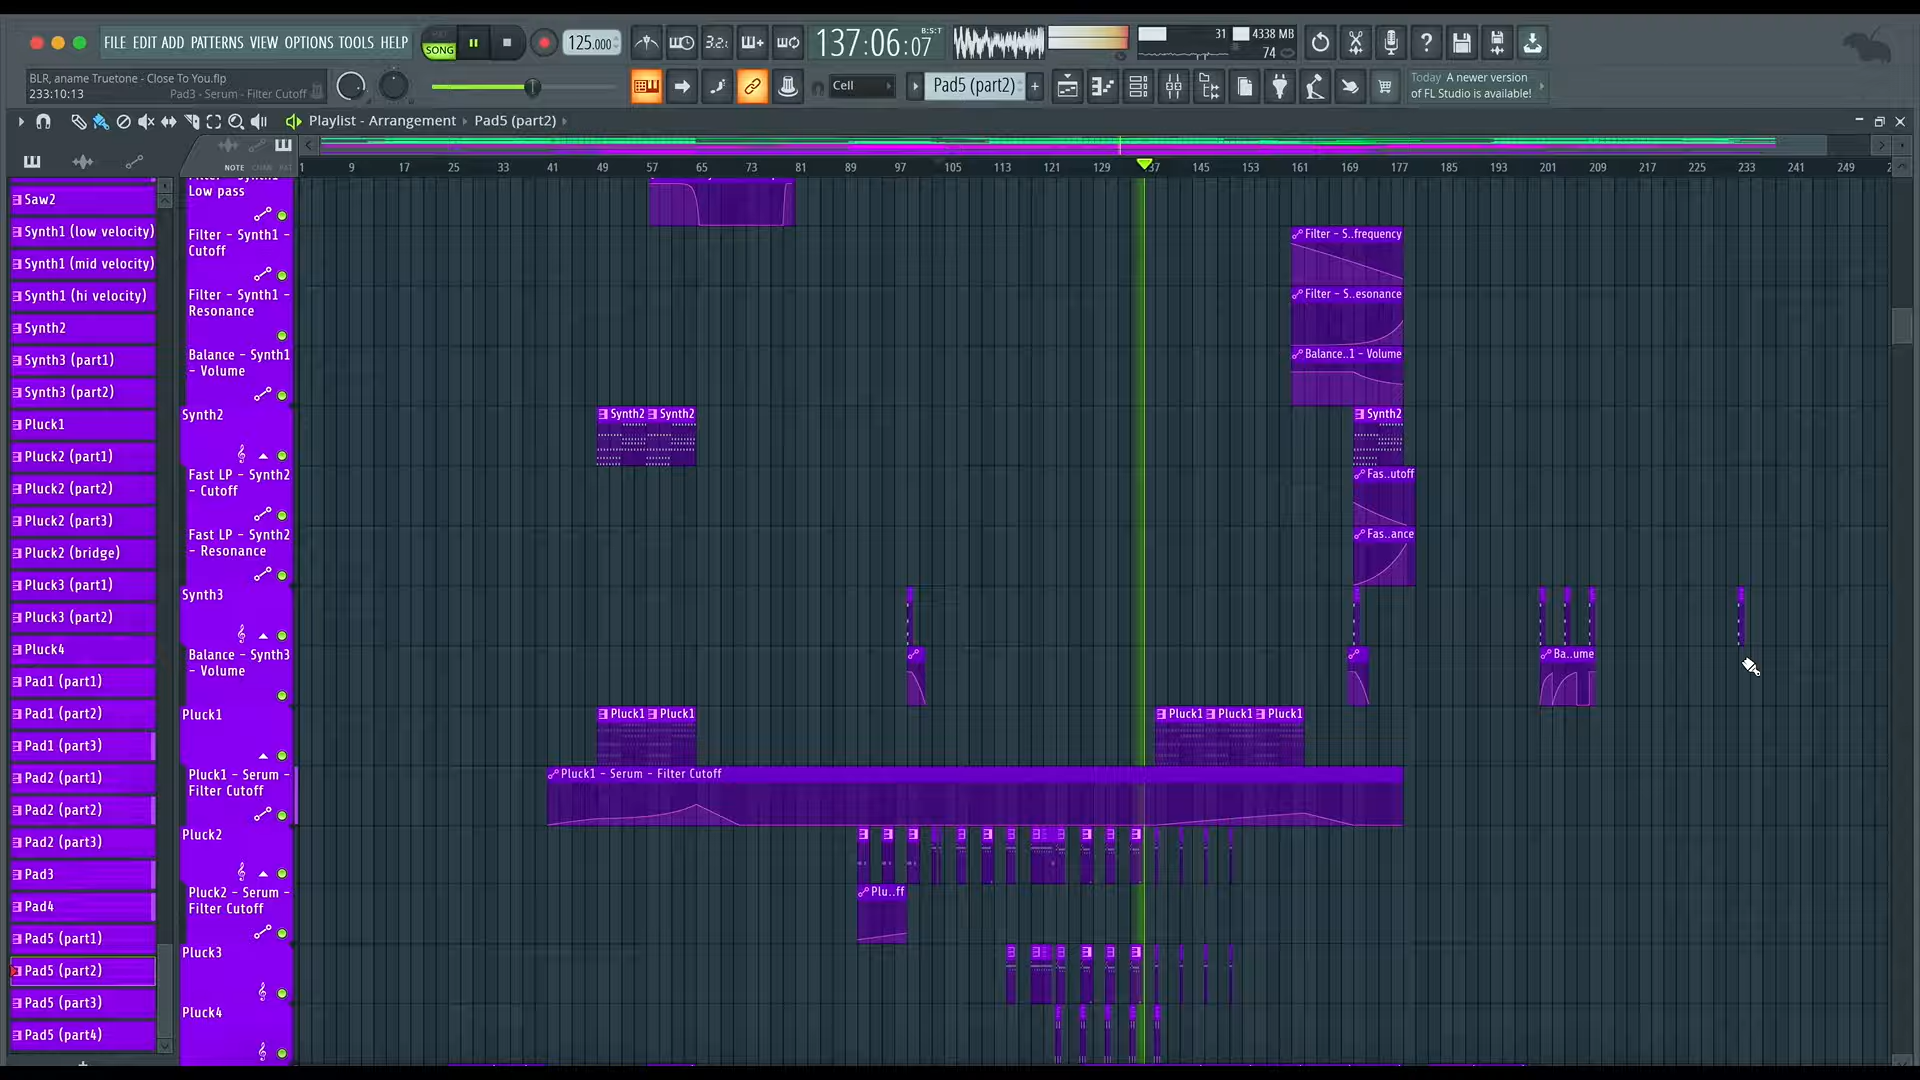 FILE EDIT ADD PATTERNS VIEW OPTIONS TOOLS HELP
SONG
125.000
3.2:
137:06:07
B:S:T
31
4338 MB
74
BLR, aname Truetone - Close To You.flp
233:10:13
Pad3 - Serum - Filter Cutoff
Cell
Pad5 (part2)
Today A newer version
of FL Studio is available!
Playlist - Arrangement
Pad5 (part2)
NOTE CHAN PAT
1 9 17 25 33 41 49 57 65 73 81 89 97 105 113 121 129 137 145 153 161 169 177 185 193 201 209 217 225 233 241 249
Saw2
Synth1 (low velocity)
Synth1 (mid velocity)
Synth1 (hi velocity)
Synth2
Synth3 (part1)
Synth3 (part2)
Pluck1
Pluck2 (part1)
Pluck2 (part2)
Pluck2 (part3)
Pluck2 (bridge)
Pluck3 (part1)
Pluck3 (part2)
Pluck4
Pad1 (part1)
Pad1 (part2)
Pad1 (part3)
Pad2 (part1)
Pad2 (part2)
Pad2 (part3)
Pad3
Pad4
Pad5 (part1)
Pad5 (part2)
Pad5 (part3)
Pad5 (part4)
Low pass
Filter - Synth1 -
Cutoff
Filter - Synth1 -
Resonance
Balance - Synth1
- Volume
Synth2
Fast LP - Synth2
- Cutoff
Fast LP - Synth2
- Resonance
Synth3
Balance - Synth3
- Volume
Pluck1
Pluck1 - Serum -
Filter Cutoff
Pluck2
Pluck2 - Serum -
Filter Cutoff
Pluck3
Pluck4
Filter - S..frequency
Filter - S..esonance
Balance..1 - Volume
Synth2 Synth2
Synth2
Fas..utoff
Fas..ance
Ba..ume
Pluck1 Pluck1
Pluck1 Pluck1 Pluck1
Pluck1 - Serum - Filter Cutoff
Plu..ff